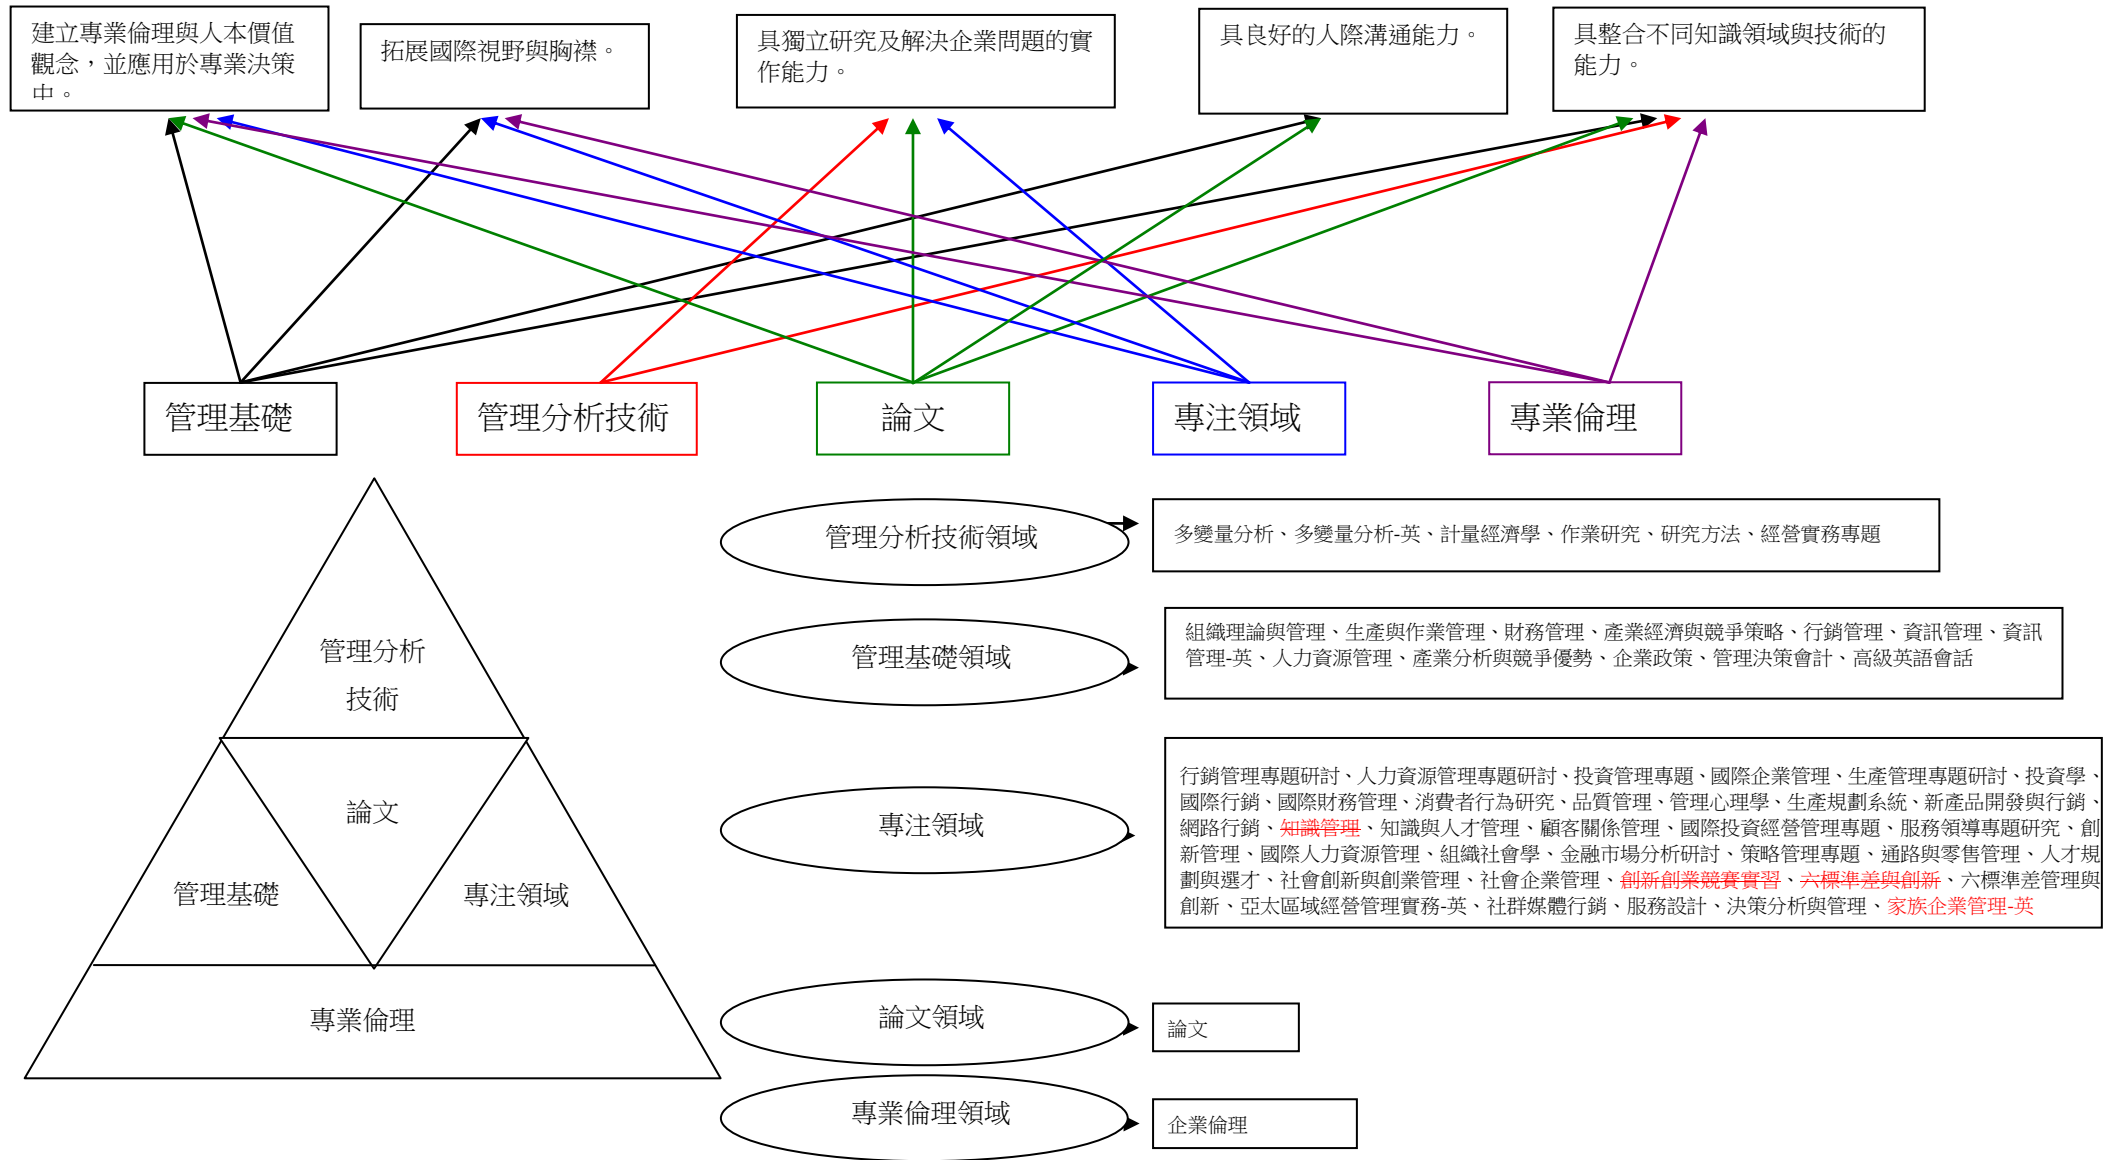 建立專業倫理與人本價值
觀念，並應用於專業決策
中。
拓展國際視野與胸襟。
具獨立研究及解決企業問題的實
作能力。
具良好的人際溝通能力。
具整合不同知識領域與技術的
能力。
管理基礎
管理分析技術
論文
專注領域
專業倫理
管理分析
技術
論文
管理基礎
專注領域
專業倫理
管理分析技術領域
多變量分析、多變量分析-英、計量經濟學、作業研究、研究方法、經營實務專題
管理基礎領域
組織理論與管理、生產與作業管理、財務管理、產業經濟與競爭策略、行銷管理、資訊管理、資訊
管理-英、人力資源管理、產業分析與競爭優勢、企業政策、管理決策會計、高級英語會話
專注領域
行銷管理專題研討、人力資源管理專題研討、投資管理專題、國際企業管理、生產管理專題研討、投資學、
國際行銷、國際財務管理、消費者行為研究、品質管理、管理心理學、生產規劃系統、新產品開發與行銷、
網路行銷、知識管理、知識與人才管理、顧客關係管理、國際投資經營管理專題、服務領導專題研究、創
新管理、國際人力資源管理、組織社會學、金融市場分析研討、策略管理專題、通路與零售管理、人才規
劃與選才、社會創新與創業管理、社會企業管理、創新創業競賽實習、六標準差與創新、六標準差管理與
創新、亞太區域經營管理實務-英、社群媒體行銷、服務設計、決策分析與管理、家族企業管理-英
論文領域
論文
專業倫理領域
企業倫理